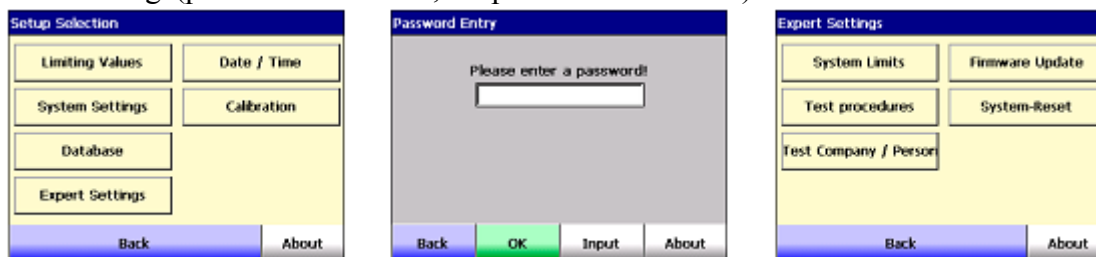 Setup Selection
Limiting Values
Date / Time
System Settings
Calibration
Database
Expert Settings
Back
About
Password Entry
Please enter a password!
Back
OK
Input
About
Expert Settings
System Limits
Firmware Update
Test procedures
System-Reset
Test Company / Person
Back
About